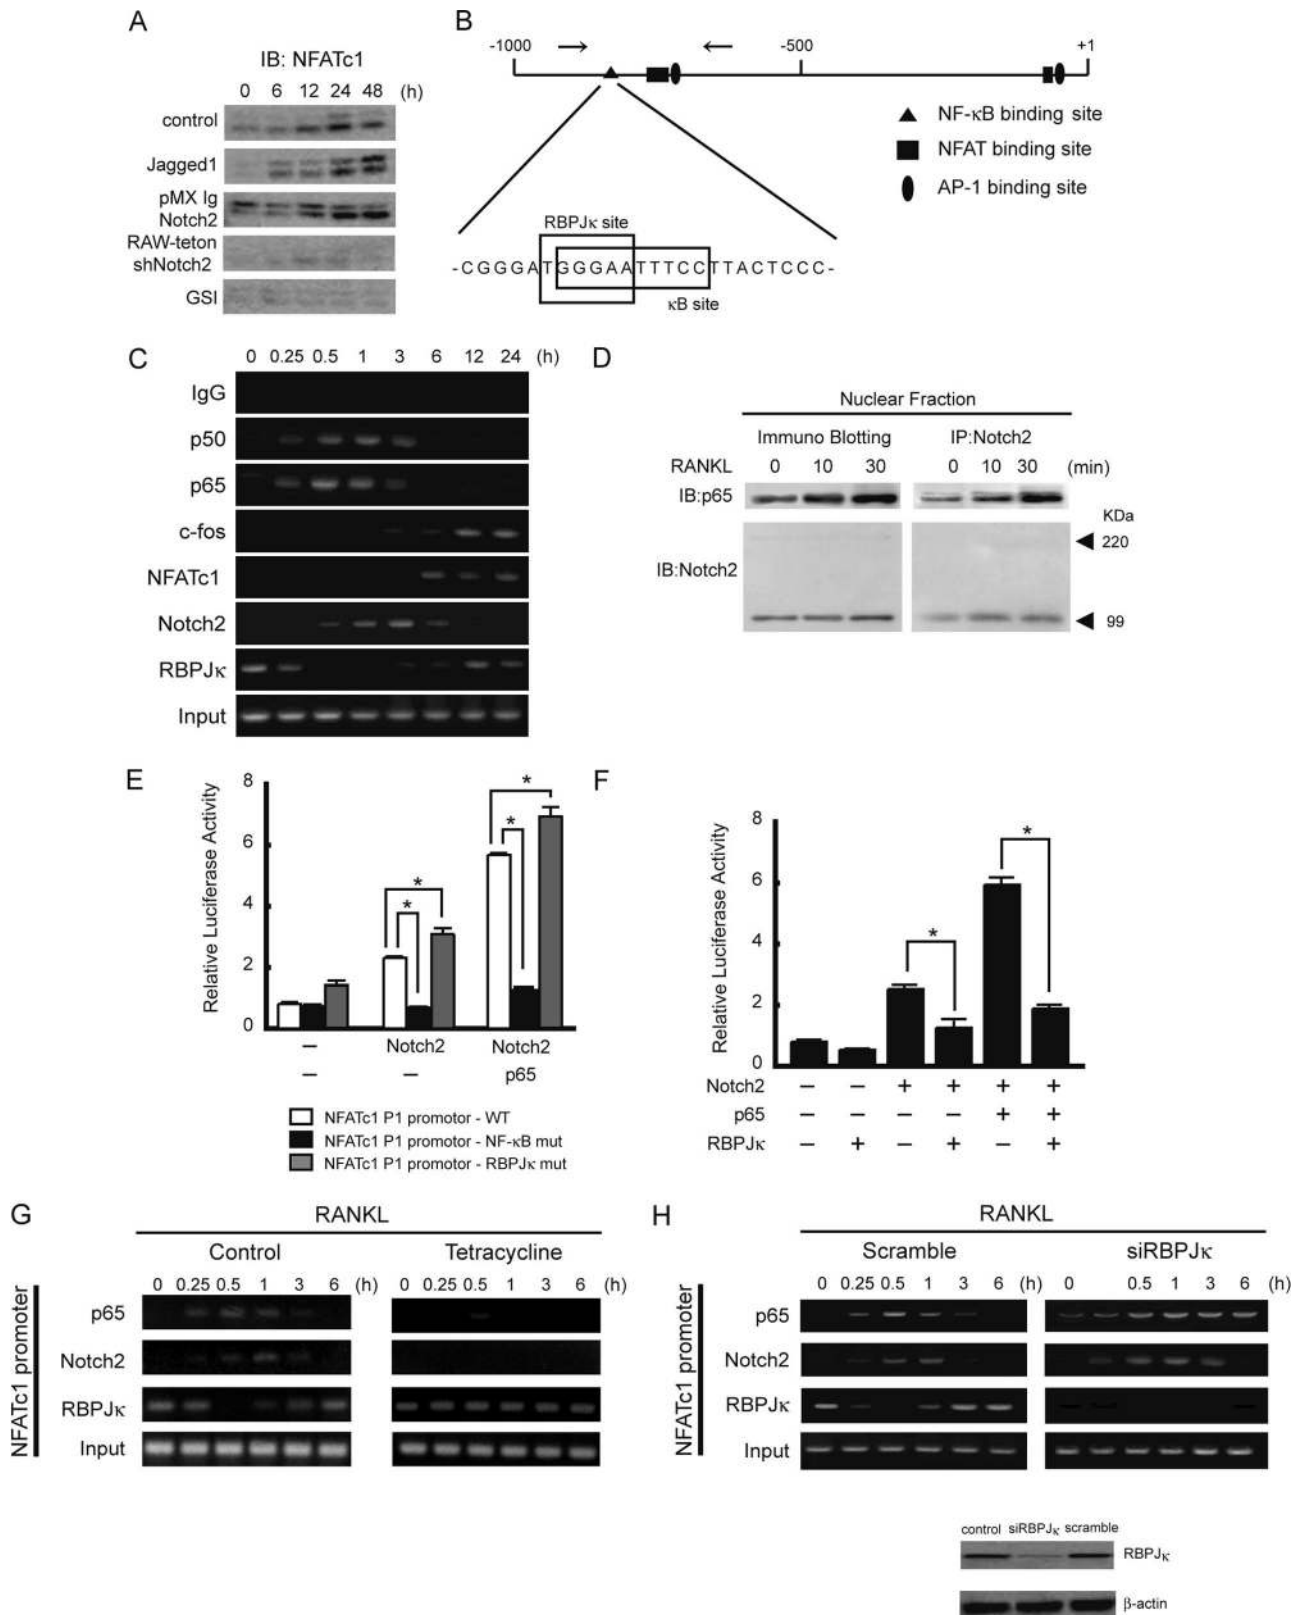 A
IB: NFATc1
0 6 12 24 48 (h)
control
Jagged1
pMX Ig
Notch2
RAW-teton
shNotch2
GSI
B
-1000 -500 +1
NF-κB binding site
NFAT binding site
AP-1 binding site
RBPJκ site
-CGGGATGGGAATTTCCTTACTCCC-
κB site
C
0 0.25 0.5 1 3 6 12 24 (h)
IgG
p50
p65
c-fos
NFATc1
Notch2
RBPJκ
Input
D
Nuclear Fraction
Immuno Blotting IP:Notch2
RANKL 0 10 30 0 10 30 (min)
IB:p65
KDa
220
IB:Notch2
99
E
Relative Luciferase Activity
8
6
4
2
0
* * * *
– Notch2 Notch2
– – p65
NFATc1 P1 promotor - WT
NFATc1 P1 promotor - NF-κB mut
NFATc1 P1 promotor - RBPJκ mut
F
Relative Luciferase Activity
8
6
4
2
0
* *
Notch2 – – + + + +
p65 – – – – + +
RBPJκ – + – + – +
G
RANKL
Control Tetracycline
0 0.25 0.5 1 3 6 (h) 0 0.25 0.5 1 3 6 (h)
NFATc1 promoter
p65
Notch2
RBPJκ
Input
H
RANKL
Scramble siRBPJκ
0 0.25 0.5 1 3 6 (h) 0 0.5 1 3 6 (h)
NFATc1 promoter
p65
Notch2
RBPJκ
Input
control siRBPJκ scramble
RBPJκ
β-actin